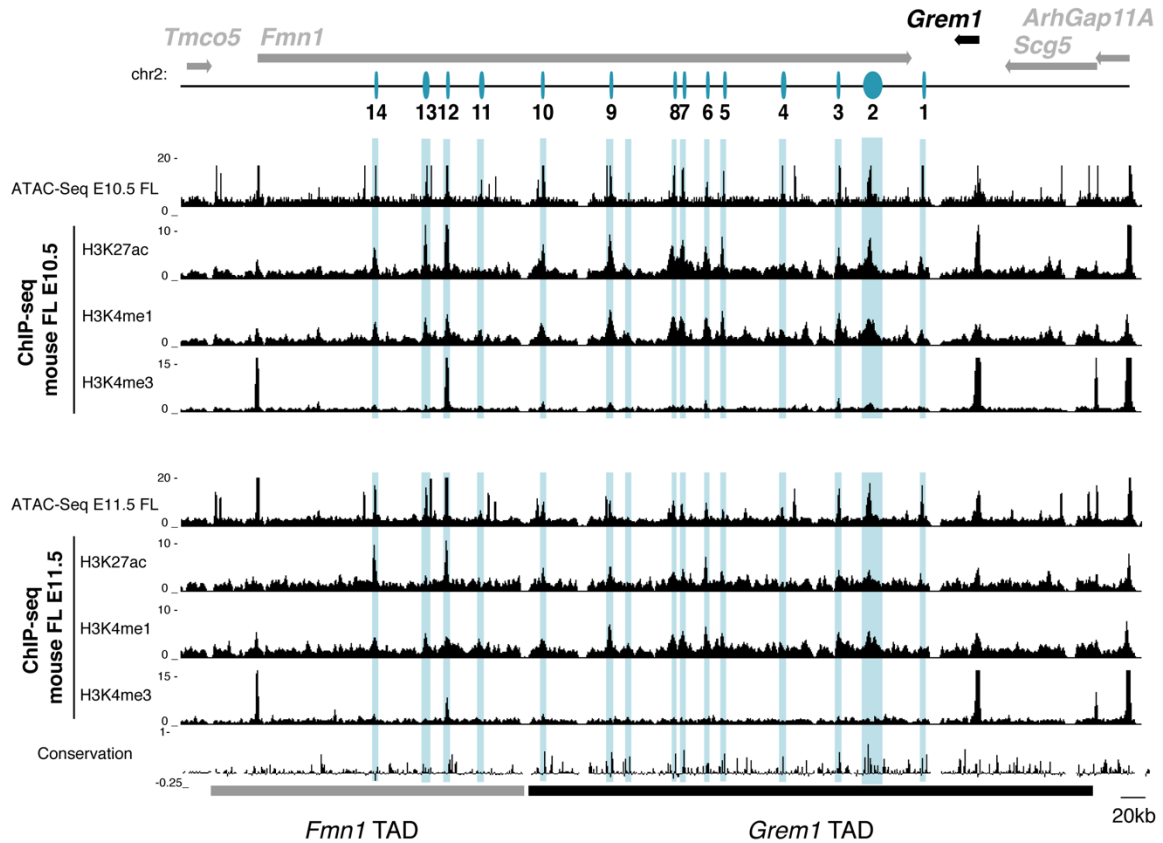 Grem1 ArhGap11A
Tmco5 Fmn1 Scg5
chr2:
14 13 12 11 10 9 8 7 6 5 4 3 2 1
20 -
ATAC-Seq E10.5 FL
0 _
ChIP-seq
mouse FL E10.5
10 -
H3K27ac
0 _
H3K4me1
0 _
15 -
H3K4me3
0 _
20 -
ATAC-Seq E11.5 FL
0 _
ChIP-seq
mouse FL E11.5
10 -
H3K27ac
0 _
10 -
H3K4me1
0 _
15 -
H3K4me3
0 _
1-
Conservation
-0.25_
20kb
Fmn1 TAD Grem1 TAD